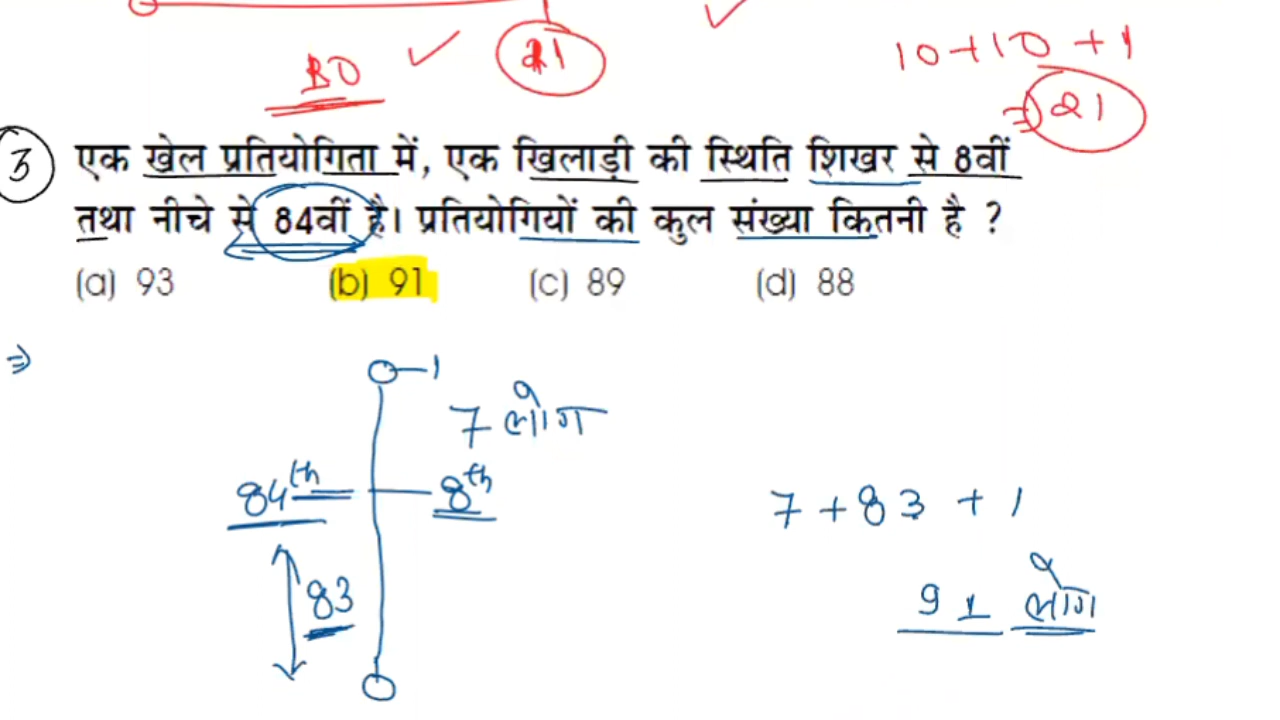 21
BD
10+10+1
⇒ 21
3 एक खेल प्रतियोगिता में, एक खिलाड़ी की स्थिति शिखर से 8वीं
तथा नीचे से 84वीं है। प्रतियोगियों की कुल संख्या कितनी है ?
(a) 93 (b) 91 (c) 89 (d) 88
⇒
1
7 लोग
84th 8th
7+83 +1
83
91 लोग